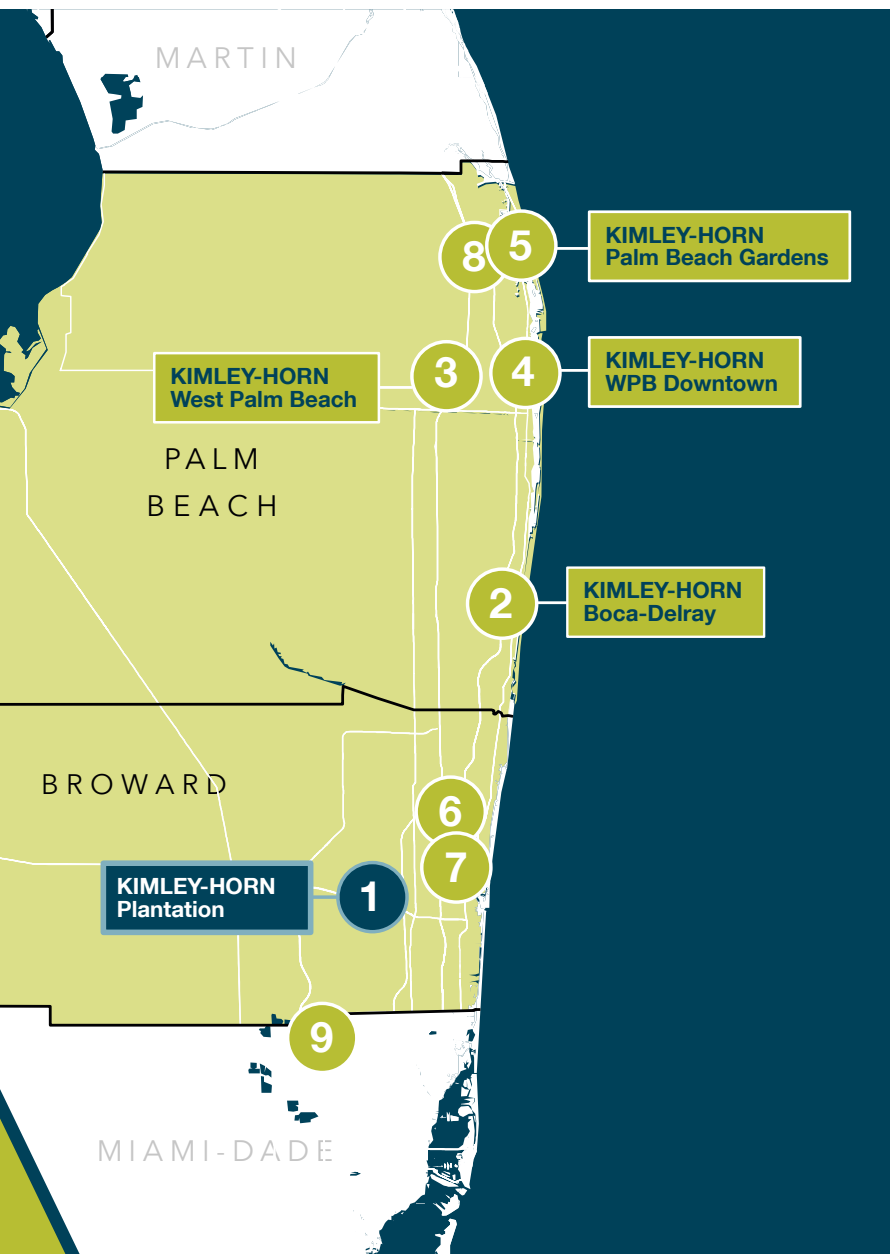 MARTIN
8
5
KIMLEY-HORN
Palm Beach Gardens
KIMLEY-HORN
West Palm Beach
3
4
KIMLEY-HORN
WPB Downtown
PALM
BEACH
2
KIMLEY-HORN
Boca-Delray
BROWARD
6
7
KIMLEY-HORN
Plantation
1
9
MIAMI-DADE